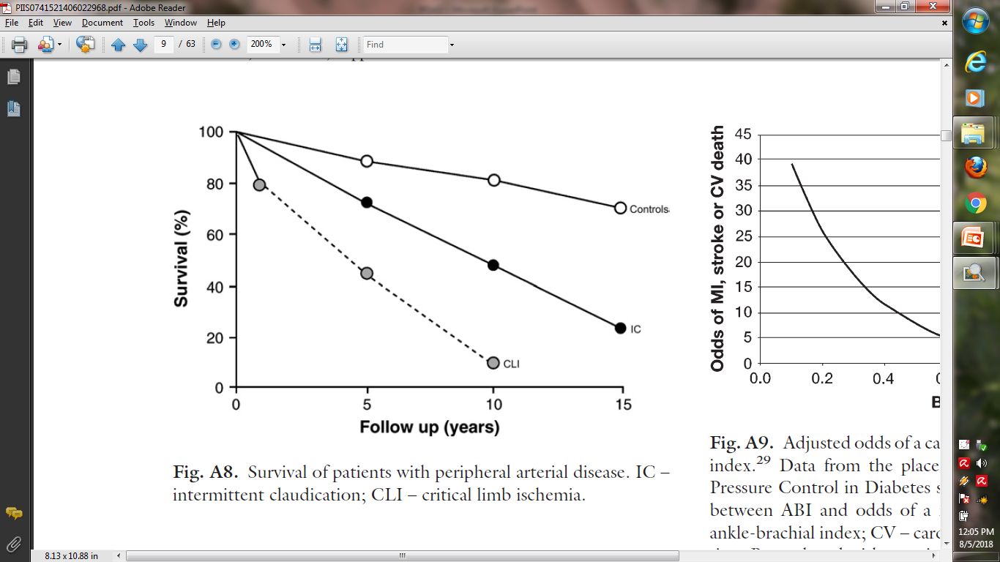 PIIS0741521406022968.pdf - Adobe Reader
File Edit View Document Tools Window Help
9 / 63 200% Find
100
80
60
40
20
0
Survival (%)
Controls
IC
CLI
0 5 10 15
Follow up (years)
Fig. A8. Survival of patients with peripheral arterial disease. IC –
intermittent claudication; CLI – critical limb ischemia.
45
40
35
30
25
20
15
10
5
0
Odds of MI, stroke or CV death
0.0 0.2 0.4
B
Fig. A9. Adjusted odds of a ca
index.29 Data from the place
Pressure Control in Diabetes s
between ABI and odds of a
ankle-brachial index; CV – card
8.13 x 10.88 in
12:05 PM
8/5/2018